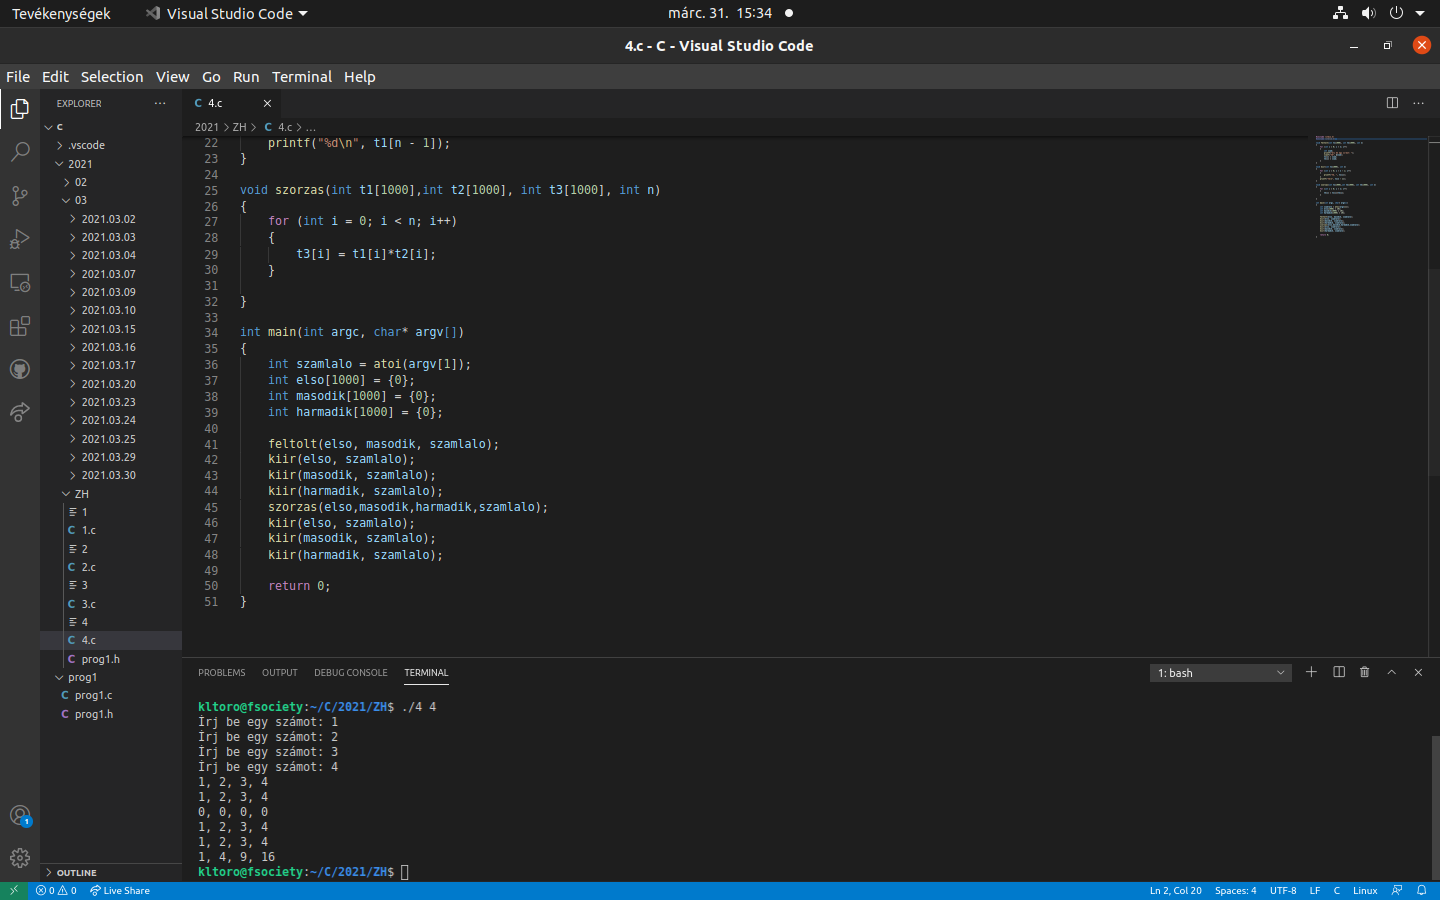 Tevékenységek
Visual Studio Code
márc. 31. 15:34
4.c - C - Visual Studio Code
File Edit Selection View Go Run Terminal Help
EXPLORER
C
.vscode
2021
02
03
2021.03.02
2021.03.03
2021.03.04
2021.03.07
2021.03.09
2021.03.10
2021.03.15
2021.03.16
2021.03.17
2021.03.20
2021.03.23
2021.03.24
2021.03.25
2021.03.29
2021.03.30
ZH
1
C 1.c
2
C 2.c
3
C 3.c
4
C 4.c
C prog1.h
prog1
C prog1.c
C prog1.h
OUTLINE
1
C 4.c
2021 > ZH > C 4.c > ...
22 printf("%d\n", t1[n - 1]);
23 }
24
25 void szorzas(int t1[1000],int t2[1000], int t3[1000], int n)
26 {
27 for (int i = 0; i < n; i++)
28 {
29 t3[i] = t1[i]*t2[i];
30 }
31
32 }
33
34 int main(int argc, char* argv[])
35 {
36 int szamlalo = atoi(argv[1]);
37 int elso[1000] = {0};
38 int masodik[1000] = {0};
39 int harmadik[1000] = {0};
40
41 feltolt(elso, masodik, szamlalo);
42 kiir(elso, szamlalo);
43 kiir(masodik, szamlalo);
44 kiir(harmadik, szamlalo);
45 szorzas(elso,masodik,harmadik,szamlalo);
46 kiir(elso, szamlalo);
47 kiir(masodik, szamlalo);
48 kiir(harmadik, szamlalo);
49
50 return 0;
51 }
PROBLEMS OUTPUT DEBUG CONSOLE TERMINAL
1: bash
kltoro@fsociety:~/C/2021/ZH$ ./4 4
Írj be egy számot: 1
Írj be egy számot: 2
Írj be egy számot: 3
Írj be egy számot: 4
1, 2, 3, 4
1, 2, 3, 4
0, 0, 0, 0
1, 2, 3, 4
1, 2, 3, 4
1, 4, 9, 16
kltoro@fsociety:~/C/2021/ZH$
0 0 Live Share
Ln 2, Col 20 Spaces: 4 UTF-8 LF C Linux